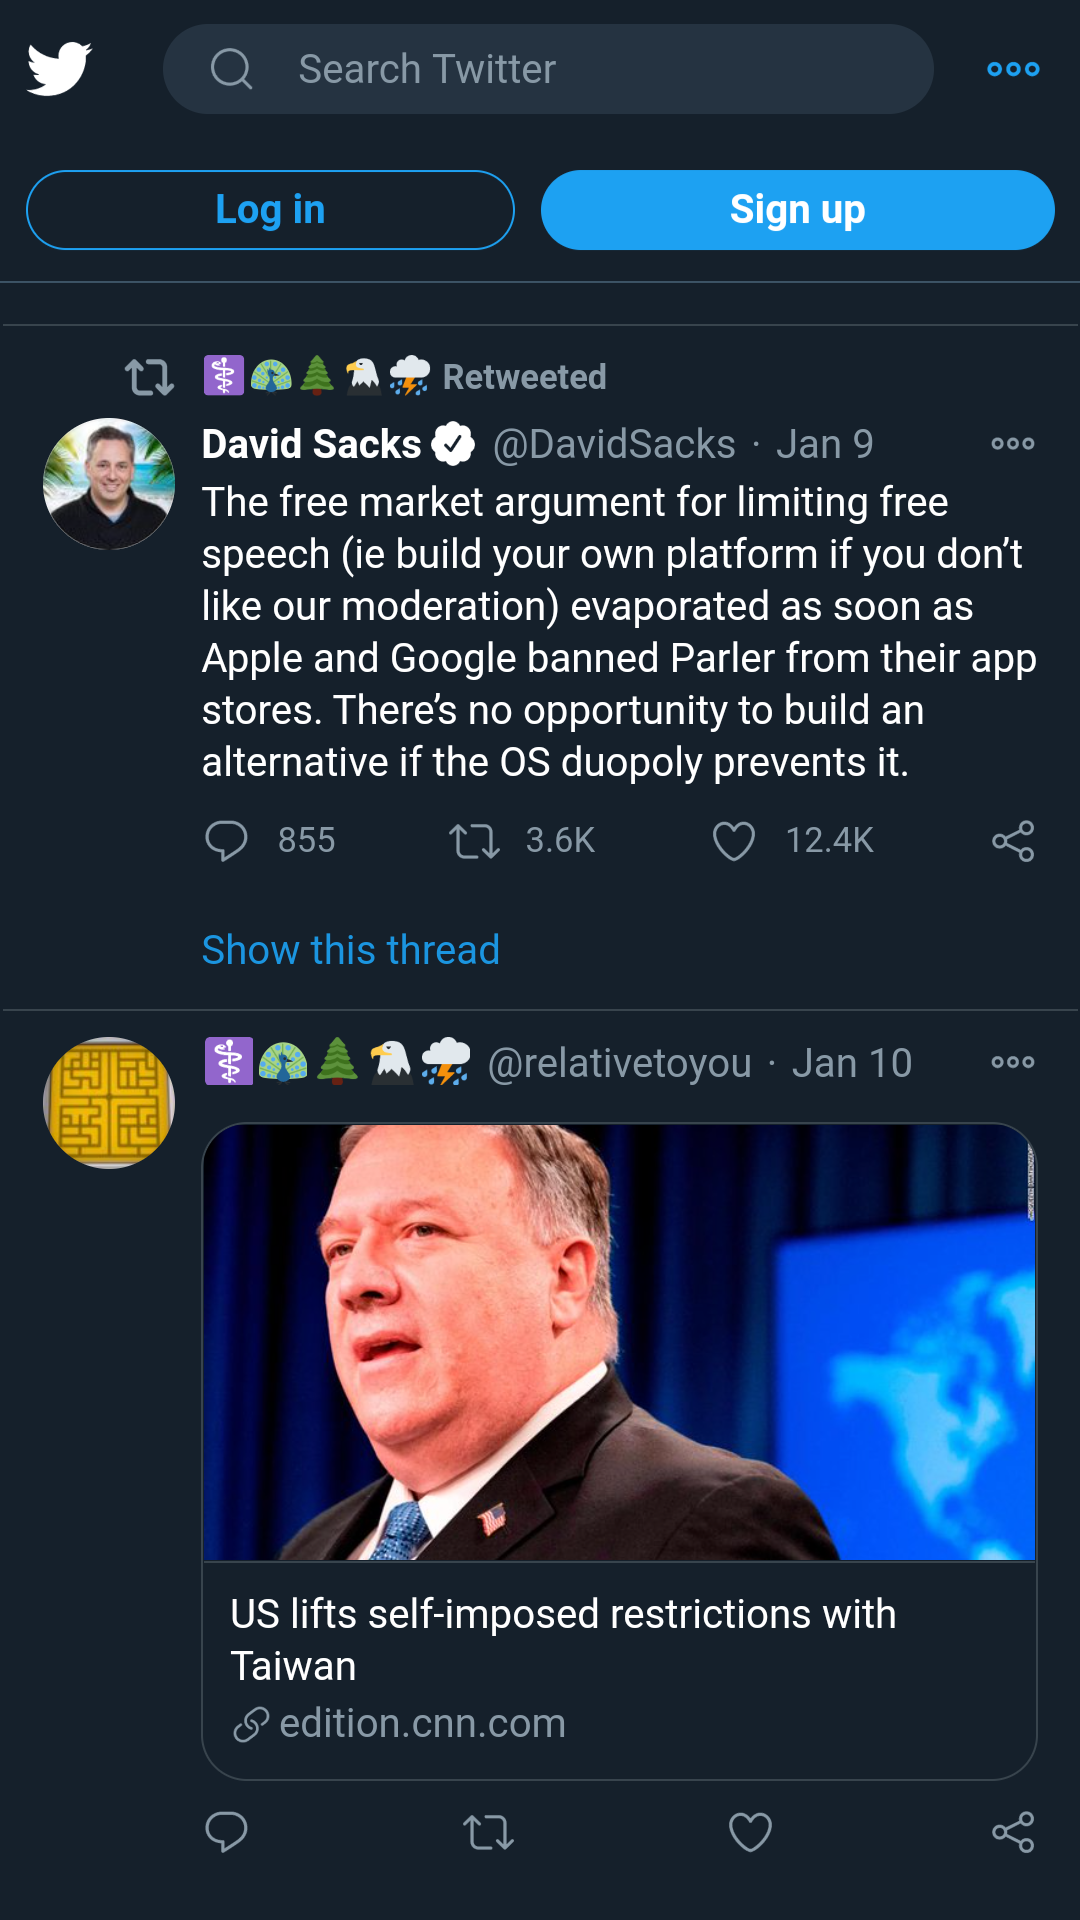 Search Twitter
Log in
Sign up
Retweeted
David Sacks @DavidSacks · Jan 9
The free market argument for limiting free
speech (ie build your own platform if you don’t
like our moderation) evaporated as soon as
Apple and Google banned Parler from their app
stores. There’s no opportunity to build an
alternative if the OS duopoly prevents it.
855 3.6K 12.4K
Show this thread
@relativetoyou · Jan 10
US lifts self-imposed restrictions with
Taiwan
edition.cnn.com